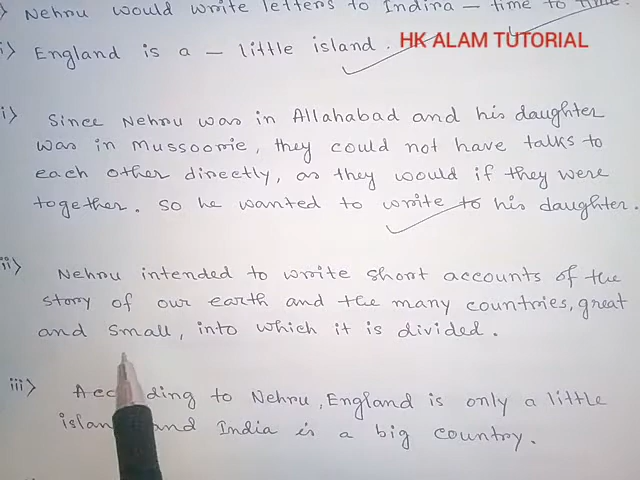 Nehru would write letters to Indira – time to time.
i> England is a – little island. HK ALAM TUTORIAL
i> Since Nehru was in Allahabad and his daughter
was in Mussoorie, they could not have talks to
each other directly, as they would if they were
together. So he wanted to write to his daughter.
ii> Nehru intended to write short accounts of the
story of our earth and the many countries, great
and small, into which it is divided.
iii> According to Nehru, England is only a little
island and India is a big country.